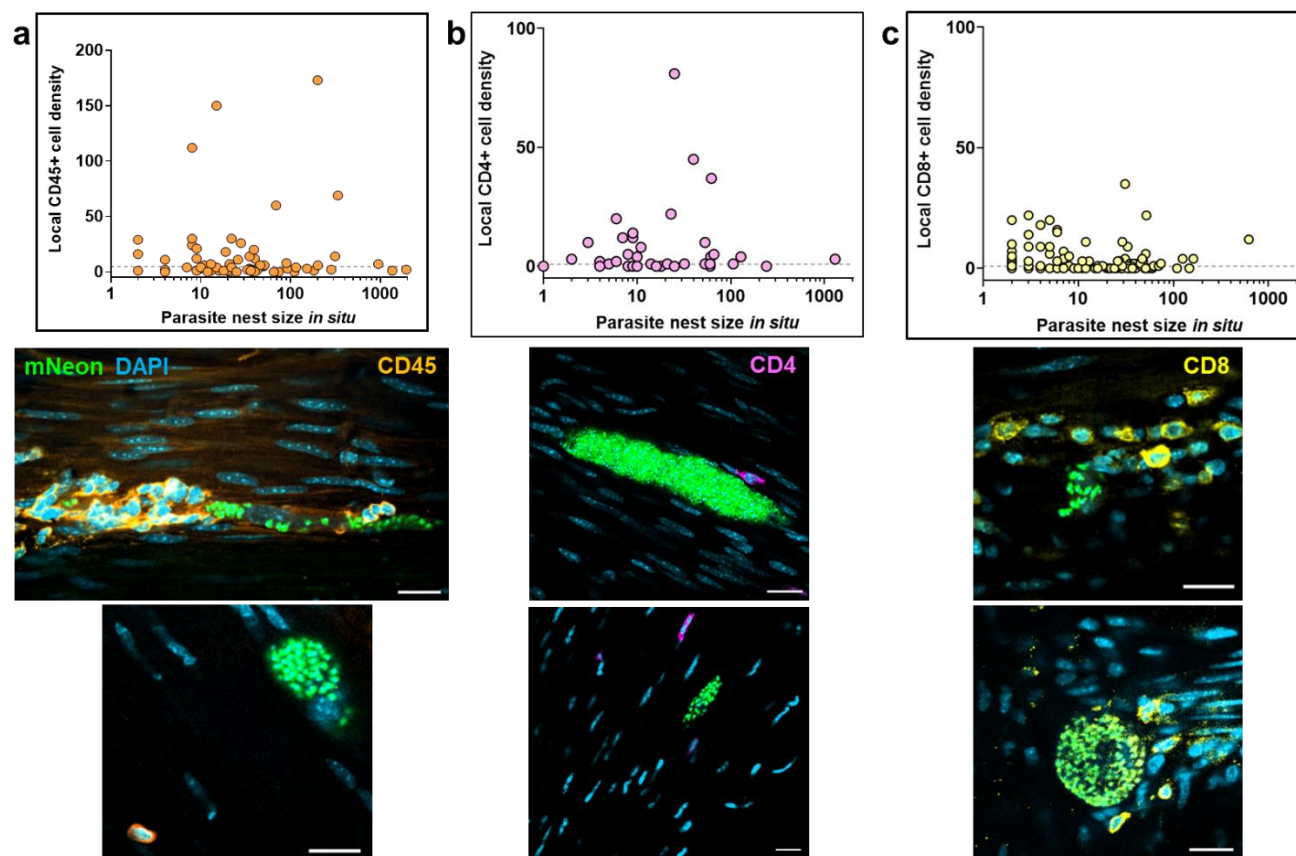 a
200
150
100
50
0
Local CD45+ cell density
1 10 100 1000
Parasite nest size in situ
b
100
50
0
Local CD4+ cell density
1 10 100 1000
Parasite nest size in situ
c
100
50
0
Local CD8+ cell density
1 10 100 1000
Parasite nest size in situ
mNeon DAPI CD45
CD4
CD8